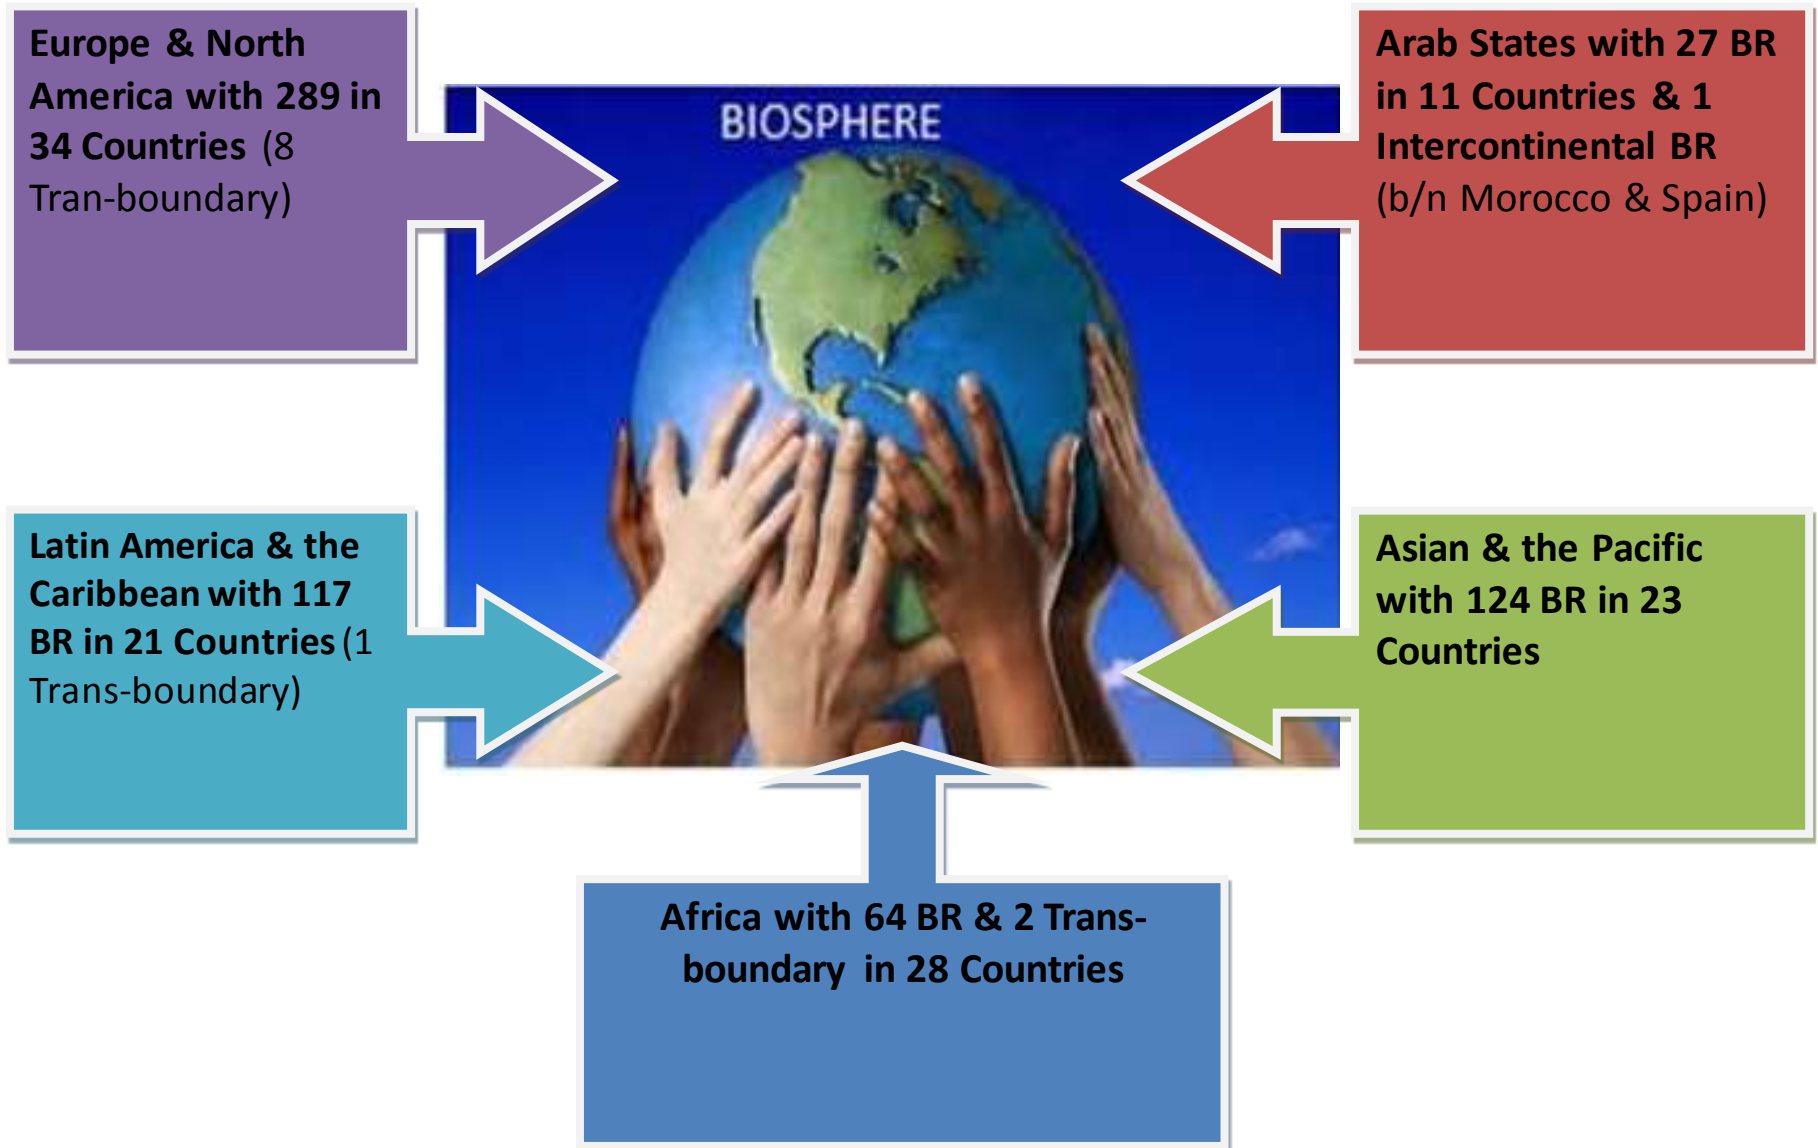 Europe & North
America with 289 in
34 Countries (8
Tran-boundary)
BIOSPHERE
Arab States with 27 BR
in 11 Countries & 1
Intercontinental BR
(b/n Morocco & Spain)
Latin America & the
Caribbean with 117
BR in 21 Countries (1
Trans-boundary)
Asian & the Pacific
with 124 BR in 23
Countries
Africa with 64 BR & 2 Trans-
boundary in 28 Countries